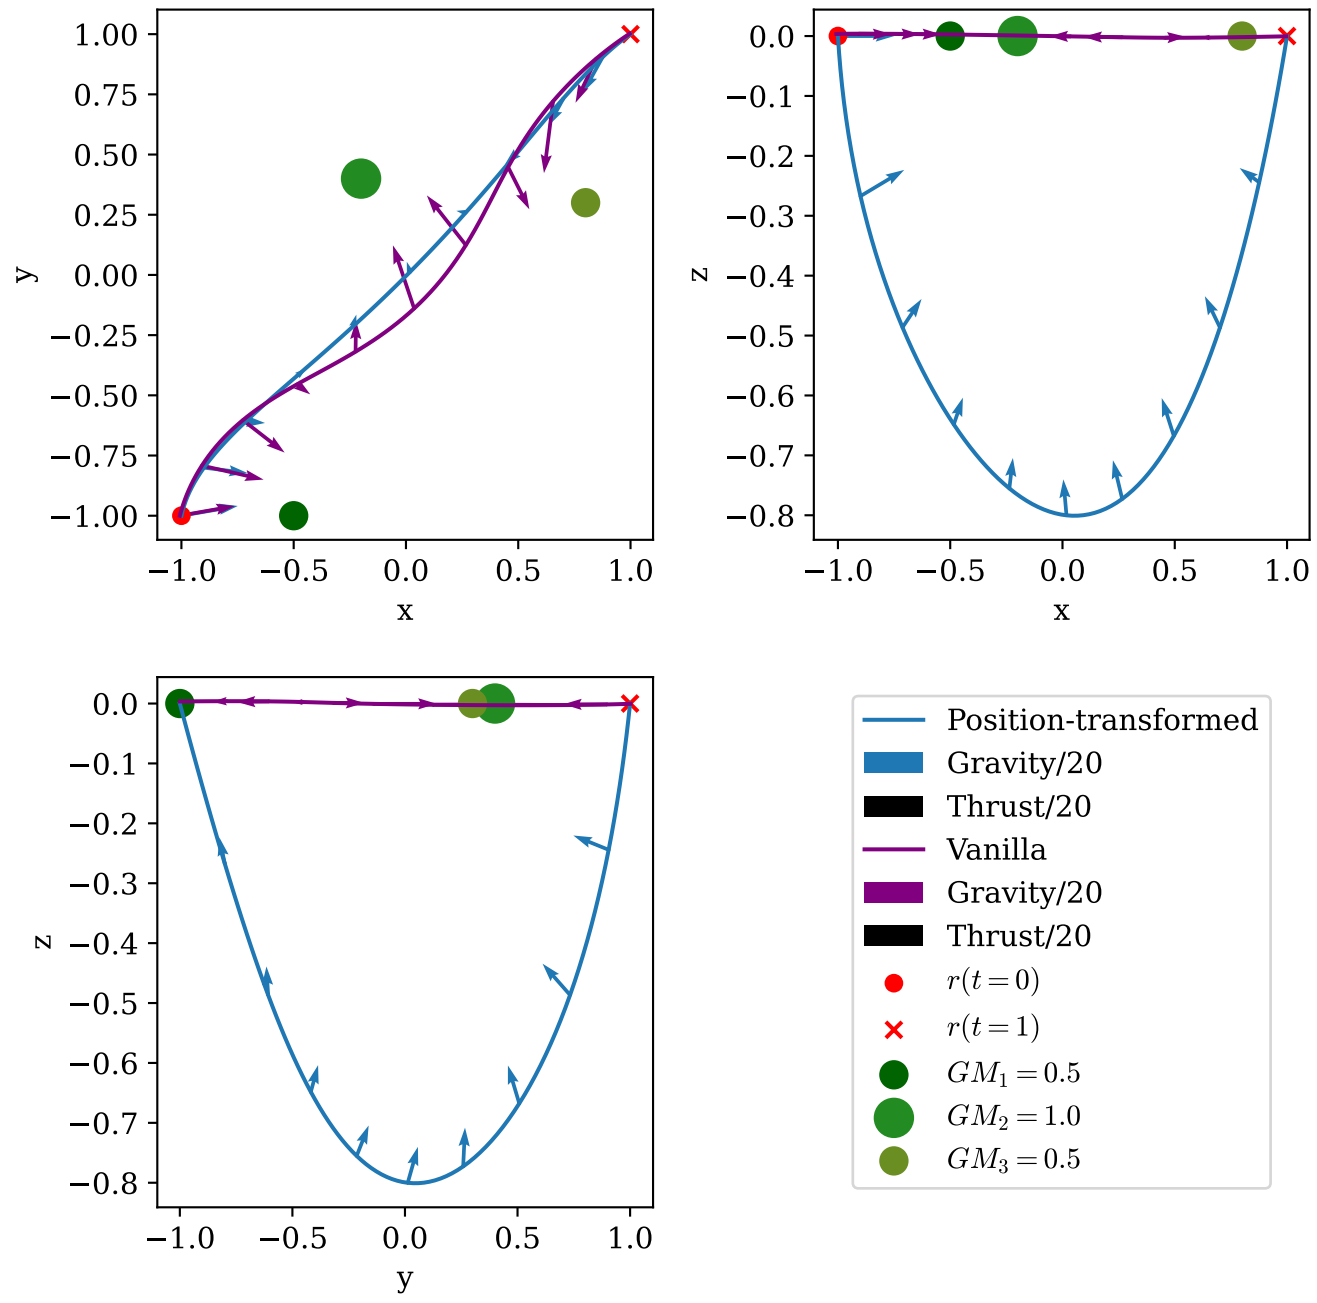 1.00
0.75
0.50
0.25
0.00
−0.25
−0.50
−0.75
−1.00
y
−1.0 −0.5 0.0 0.5 1.0
x
0.0
−0.1
−0.2
−0.3
−0.4
−0.5
−0.6
−0.7
−0.8
z
−1.0 −0.5 0.0 0.5 1.0
x
0.0
−0.1
−0.2
−0.3
−0.4
−0.5
−0.6
−0.7
−0.8
z
−1.0 −0.5 0.0 0.5 1.0
y
Position-transformed
Gravity/20
Thrust/20
Vanilla
Gravity/20
Thrust/20
r(t = 0)
r(t = 1)
GM₁ = 0.5
GM₂ = 1.0
GM₃ = 0.5